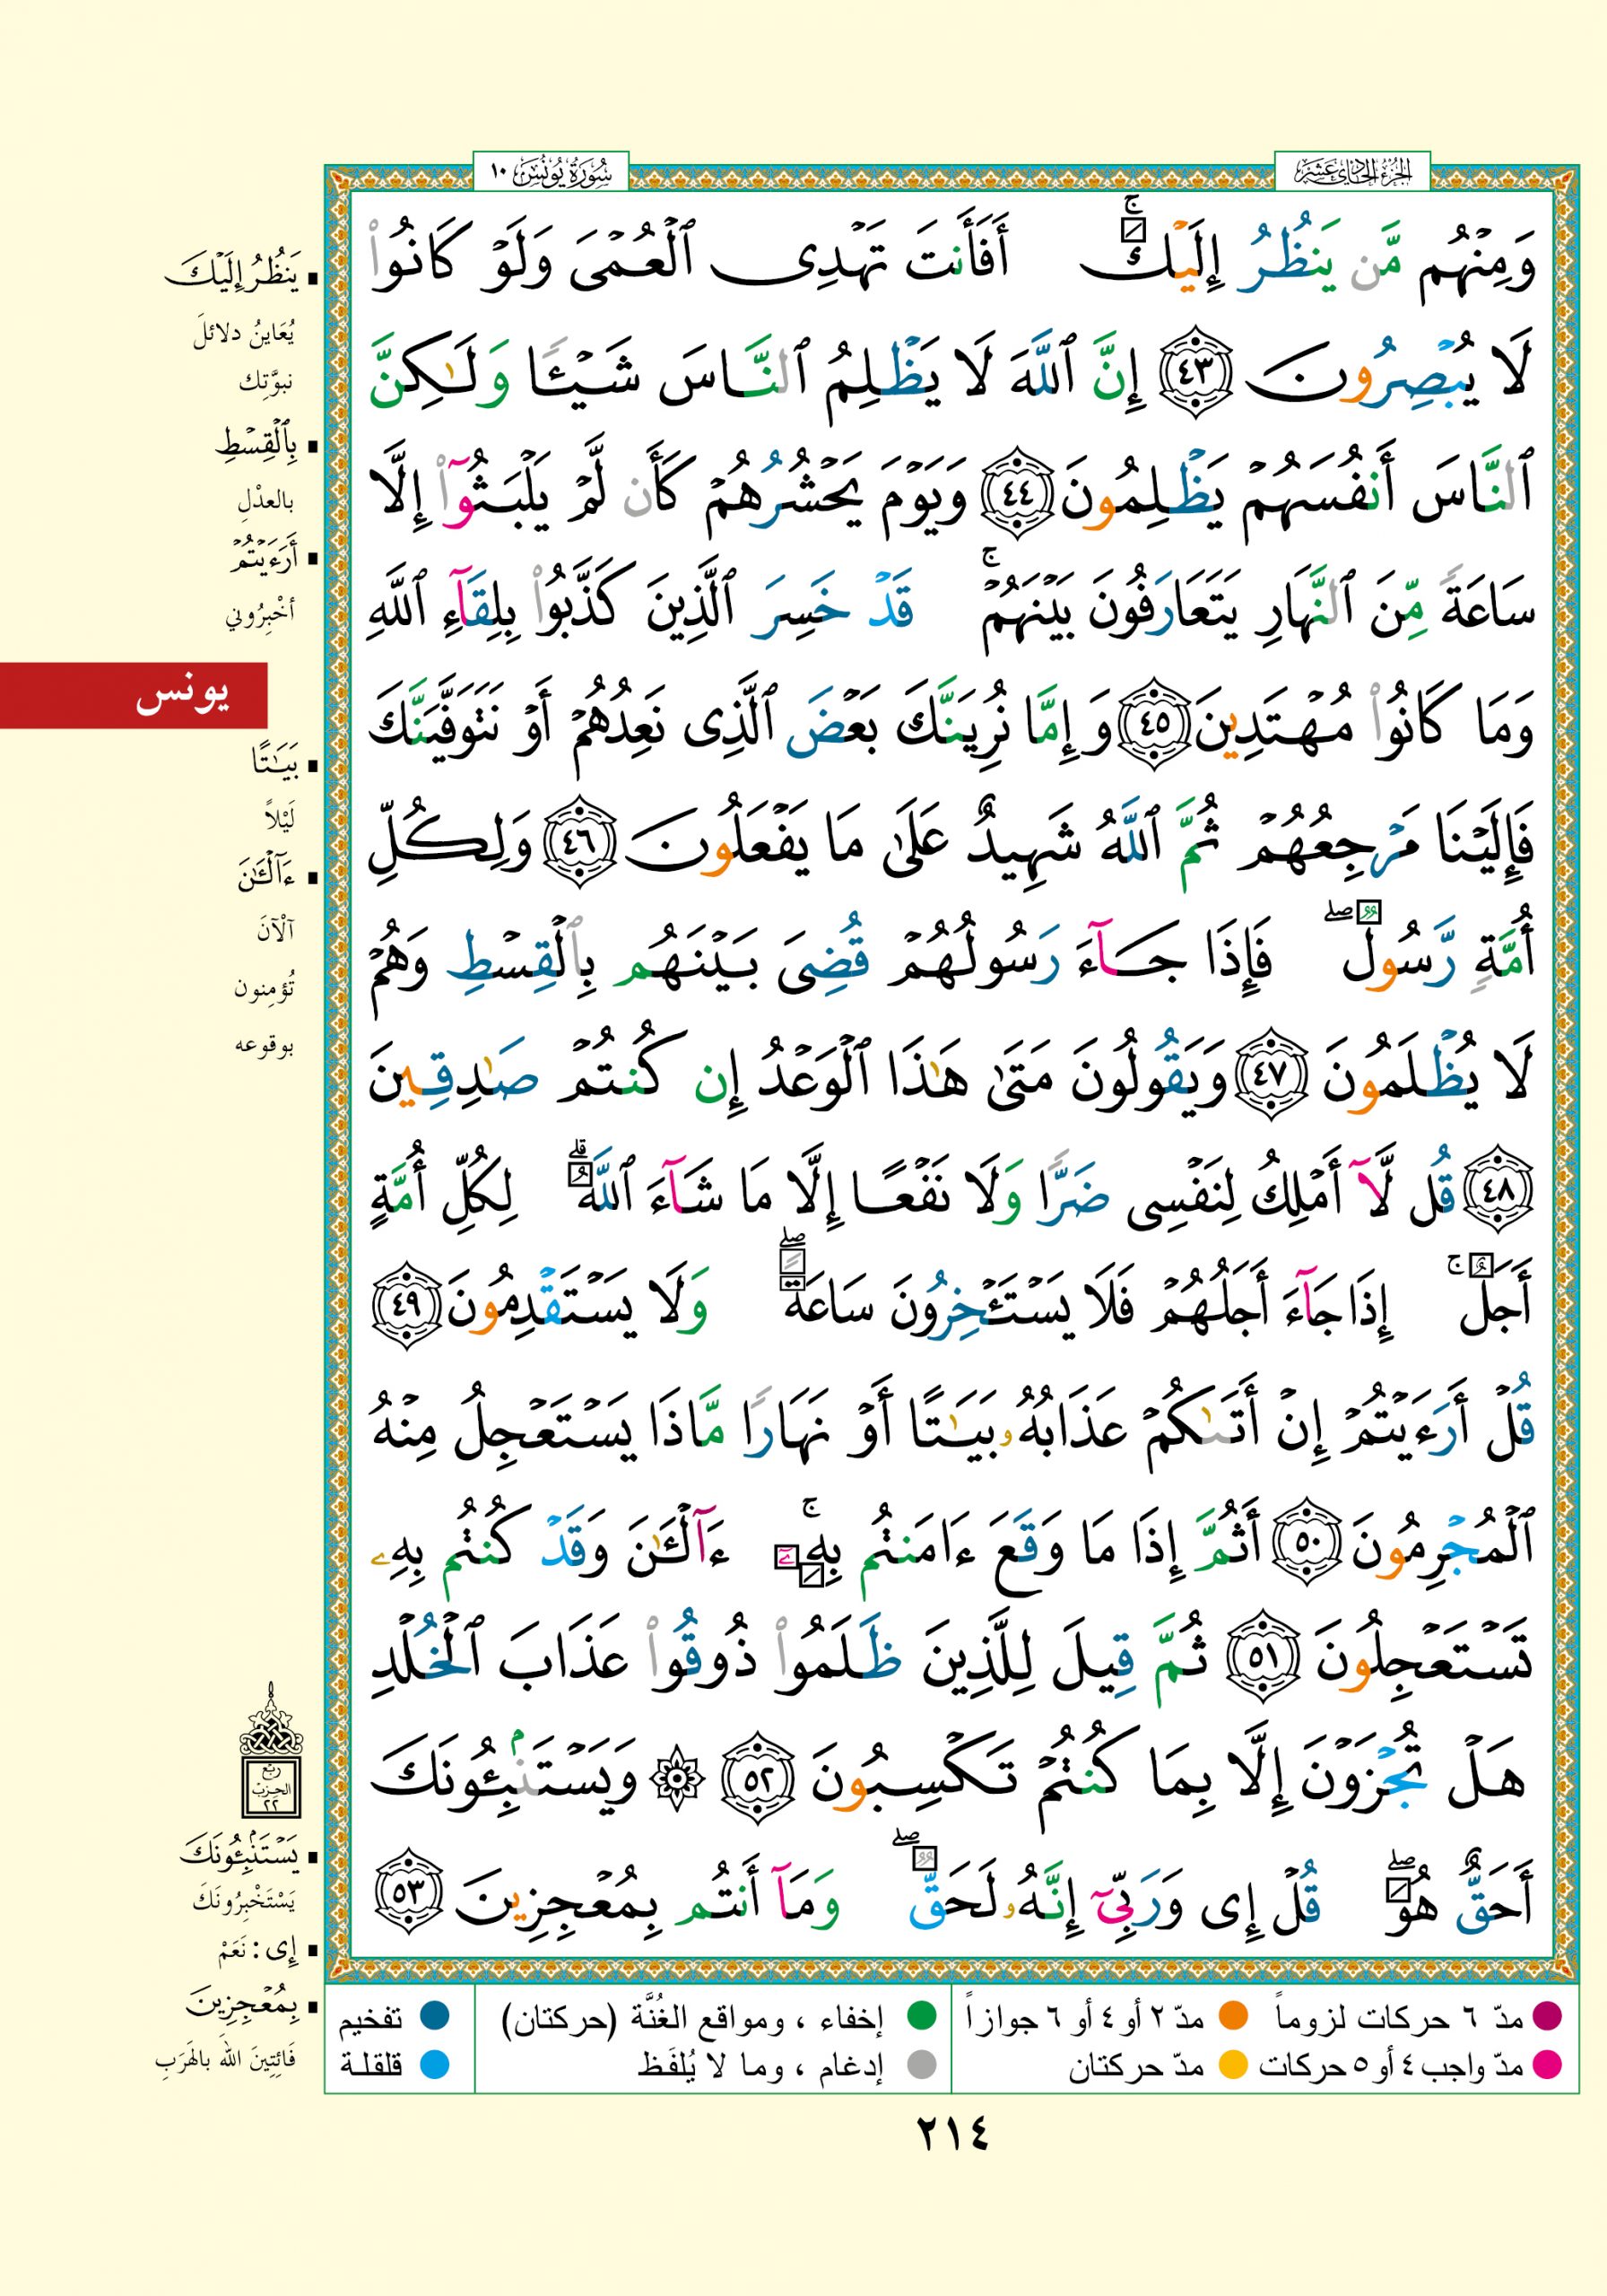 الجزء الحادي عشر
سورة يونس ١٠
وَمِنْهُم مَّن يَنظُرُ إِلَيْكَ ۚ أَفَأَنتَ تَهْدِى ٱلْعُمْىَ وَلَوْ كَانُوا۟
لَا يُبْصِرُونَ ٤٣ إِنَّ ٱللَّهَ لَا يَظْلِمُ ٱلنَّاسَ شَيْـًٔا وَلَـٰكِنَّ
ٱلنَّاسَ أَنفُسَهُمْ يَظْلِمُونَ ٤٤ وَيَوْمَ يَحْشُرُهُمْ كَأَن لَّمْ يَلْبَثُوٓا۟ إِلَّا
سَاعَةً مِّنَ ٱلنَّهَارِ يَتَعَارَفُونَ بَيْنَهُمْ ۚ قَدْ خَسِرَ ٱلَّذِينَ كَذَّبُوا۟ بِلِقَآءِ ٱللَّهِ
وَمَا كَانُوا۟ مُهْتَدِينَ ٤٥ وَإِمَّا نُرِيَنَّكَ بَعْضَ ٱلَّذِى نَعِدُهُمْ أَوْ نَتَوَفَّيَنَّكَ
فَإِلَيْنَا مَرْجِعُهُمْ ثُمَّ ٱللَّهُ شَهِيدٌ عَلَىٰ مَا يَفْعَلُونَ ٤٦ وَلِكُلِّ
أُمَّةٍ رَّسُولٌ ۖ فَإِذَا جَآءَ رَسُولُهُمْ قُضِىَ بَيْنَهُم بِٱلْقِسْطِ وَهُمْ
لَا يُظْلَمُونَ ٤٧ وَيَقُولُونَ مَتَىٰ هَـٰذَا ٱلْوَعْدُ إِن كُنتُمْ صَـٰدِقِينَ
٤٨ قُل لَّآ أَمْلِكُ لِنَفْسِى ضَرًّا وَلَا نَفْعًا إِلَّا مَا شَآءَ ٱللَّهُ ۗ لِكُلِّ أُمَّةٍ
أَجَلٌ ۚ إِذَا جَآءَ أَجَلُهُمْ فَلَا يَسْتَـْٔخِرُونَ سَاعَةً ۖ وَلَا يَسْتَقْدِمُونَ ٤٩
قُلْ أَرَءَيْتُمْ إِنْ أَتَىٰكُمْ عَذَابُهُۥ بَيَـٰتًا أَوْ نَهَارًا مَّاذَا يَسْتَعْجِلُ مِنْهُ
ٱلْمُجْرِمُونَ ٥٠ أَثُمَّ إِذَا مَا وَقَعَ ءَامَنتُم بِهِۦٓ ۚ ءَآلْـَٔـٰنَ وَقَدْ كُنتُم بِهِۦ
تَسْتَعْجِلُونَ ٥١ ثُمَّ قِيلَ لِلَّذِينَ ظَلَمُوا۟ ذُوقُوا۟ عَذَابَ ٱلْخُلْدِ
هَلْ تُجْزَوْنَ إِلَّا بِمَا كُنتُمْ تَكْسِبُونَ ٥٢ ۞ وَيَسْتَنۢبِـُٔونَكَ
أَحَقٌّ هُوَ ۖ قُلْ إِى وَرَبِّىٓ إِنَّهُۥ لَحَقٌّ ۖ وَمَآ أَنتُم بِمُعْجِزِينَ ٥٣
يَنظُرُ إِلَيْكَ
يُعَاينُ دلائلَ
نبوَّتِك
بِٱلْقِسْطِ
بالعدْلِ
أَرَءَيْتُمْ
أخْبِرُوني
يونس
بَيَـٰتًا
لَيْلاً
ءَآلْـَٔـٰنَ
آلْآنَ
تُؤمِنون
بوقوعه
ربع
الحزب
٢٢
يَسْتَنۢبِـُٔونَكَ
يَسْتَخْبِرُونَكَ
إِى : نَعَمْ
بِمُعْجِزِينَ
فَائِتِينَ الله بالهَرَبِ
مدّ ٦ حركات لزوماً مدّ ٢ أو ٤ أو ٦ جوازاً إخفاء ، ومواقع الغُنَّة (حركتان) تفخيم
مدّ واجب ٤ أو ٥ حركات مدّ حركتان إدغام ، وما لا يُلفَظ قلقلة
٢١٤